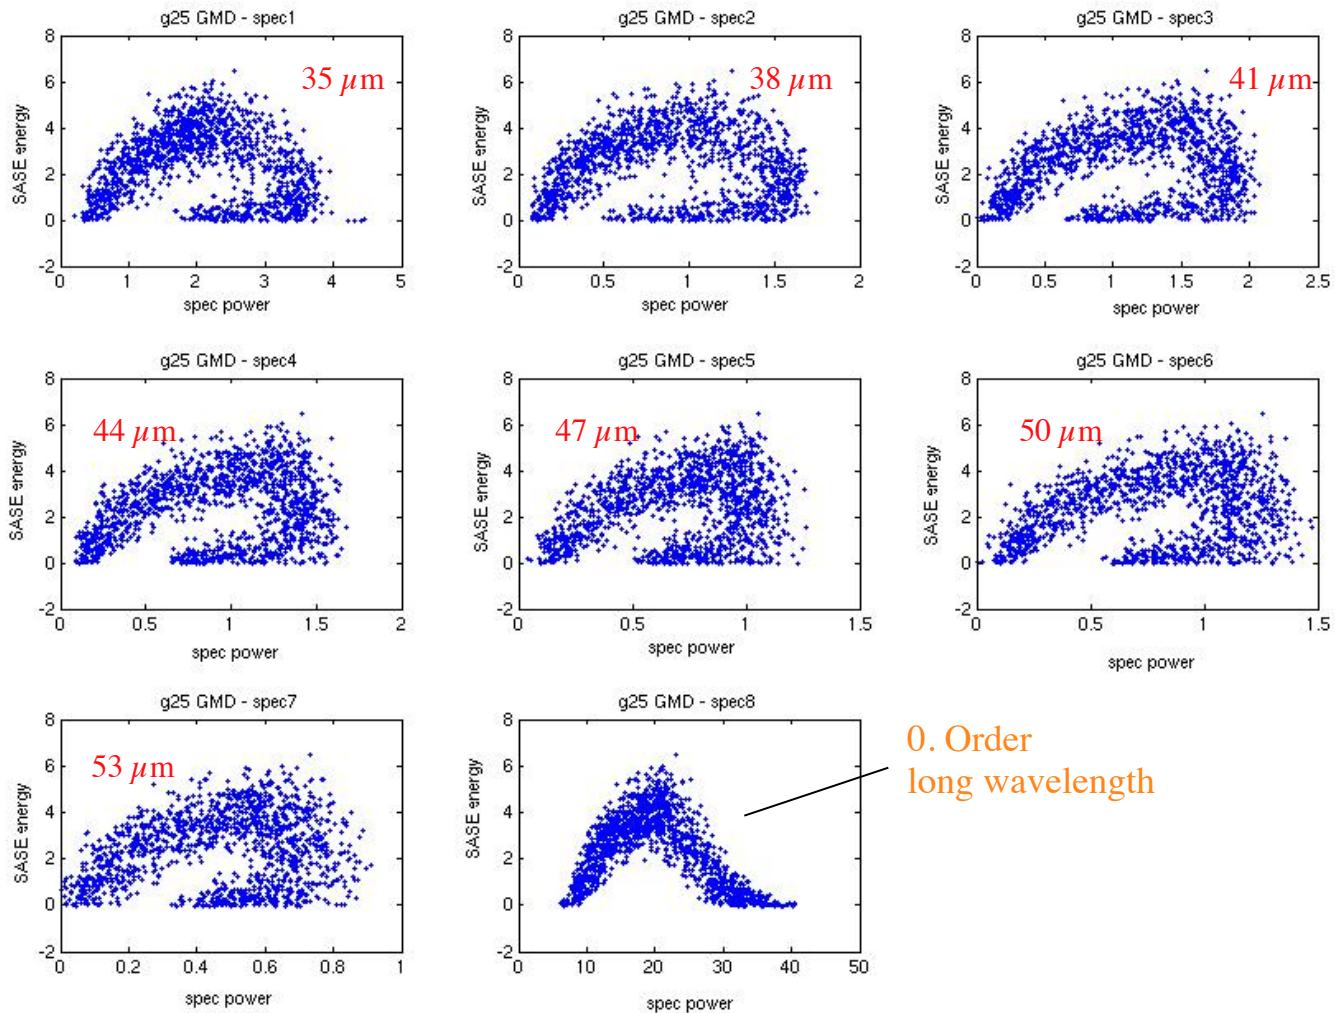 g25 GMD - spec1
35 µm
SASE energy
8
6
4
2
0
-2
0 1 2 3 4 5
spec power
g25 GMD - spec2
38 µm
SASE energy
8
6
4
2
0
-2
0 0.5 1 1.5 2
spec power
g25 GMD - spec3
41 µm
SASE energy
8
6
4
2
0
-2
0 0.5 1 1.5 2 2.5
spec power
g25 GMD - spec4
44 µm
SASE energy
8
6
4
2
0
-2
0 0.5 1 1.5 2
spec power
g25 GMD - spec5
47 µm
SASE energy
8
6
4
2
0
-2
0 0.5 1 1.5
spec power
g25 GMD - spec6
50 µm
SASE energy
8
6
4
2
0
-2
0 0.5 1 1.5
spec power
g25 GMD - spec7
53 µm
SASE energy
8
6
4
2
0
-2
0 0.2 0.4 0.6 0.8 1
spec power
g25 GMD - spec8
SASE energy
8
6
4
2
0
-2
0 10 20 30 40 50
spec power
0. Order
long wavelength